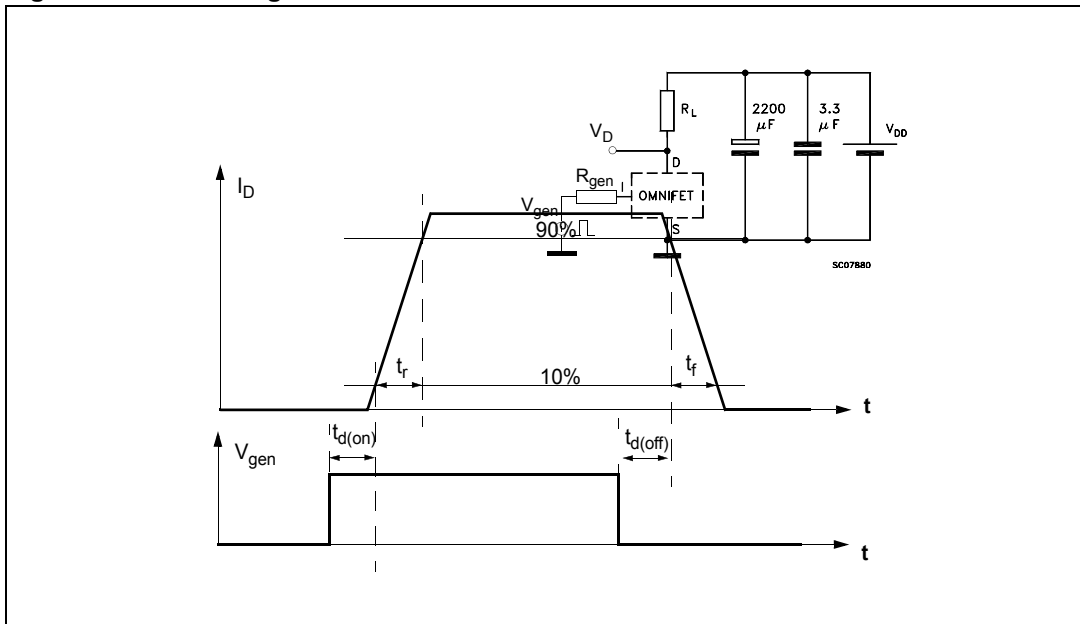 2200
μF
3.3
μF
R_L
V_DD
V_D
D
R_gen
I
OMNIFET
I_D
V_gen
90%
S
SC07880
t_r
10%
t_f
t
t_d(on)
t_d(off)
V_gen
t